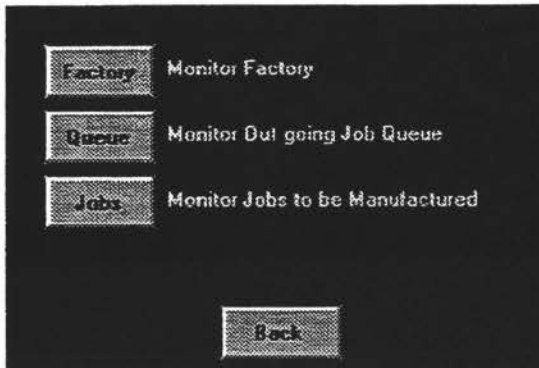 Factory Monitor Factory
Queue Monitor Out going Job Queue
Jobs Monitor Jobs to be Manufactured
Back